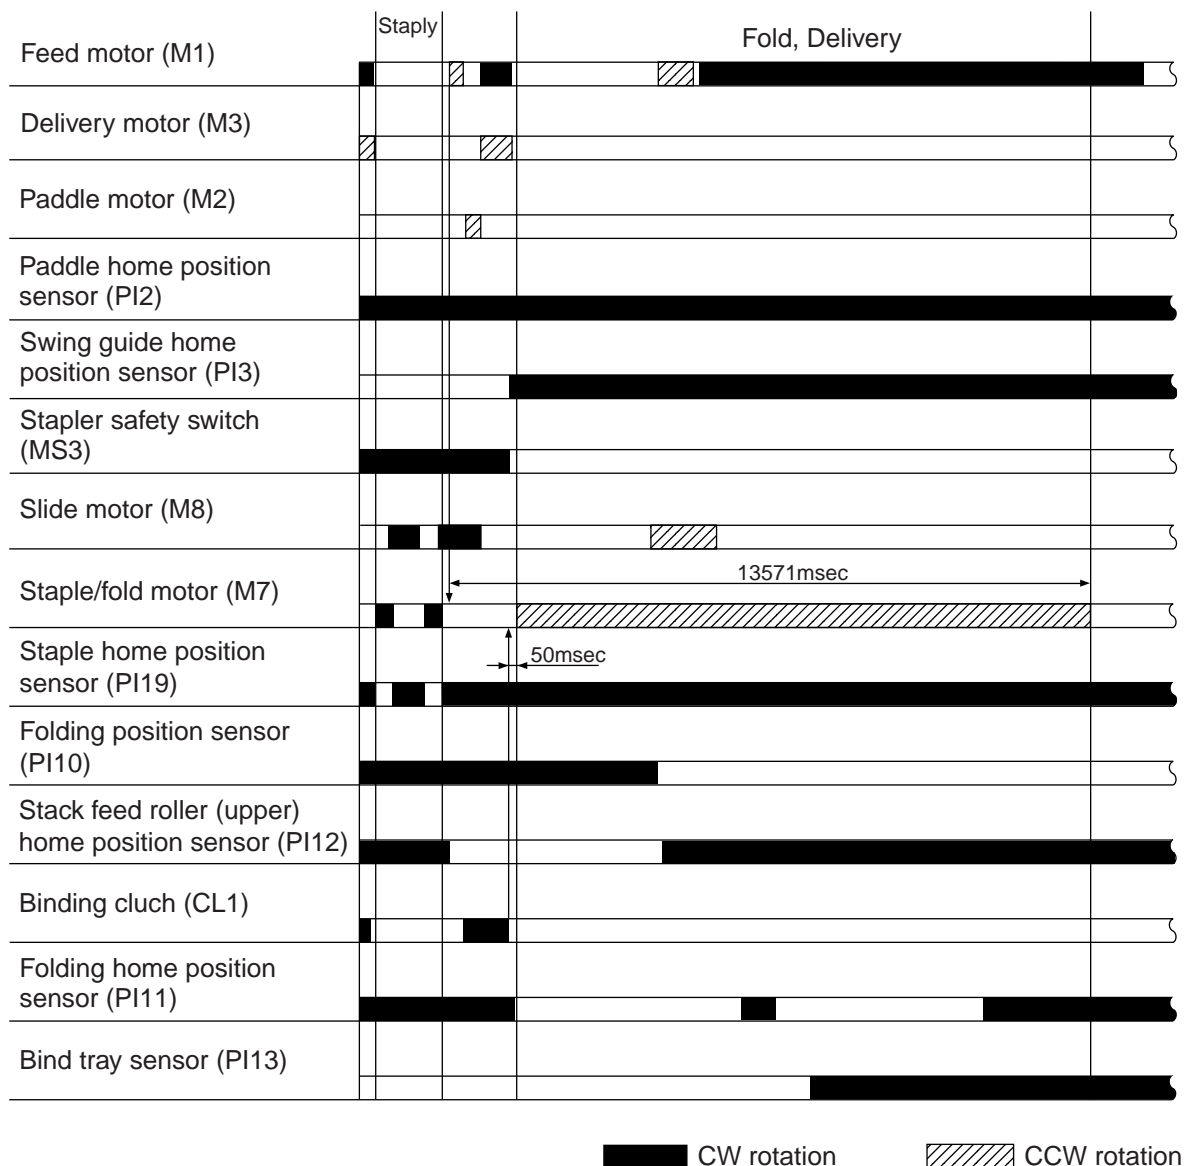 Staply
Feed motor (M1)
Fold, Delivery
Delivery motor (M3)
Paddle motor (M2)
Paddle home position
sensor (PI2)
Swing guide home
position sensor (PI3)
Stapler safety switch
(MS3)
Slide motor (M8)
Staple/fold motor (M7)
13571msec
Staple home position
sensor (PI19)
50msec
Folding position sensor
(PI10)
Stack feed roller (upper)
home position sensor (PI12)
Binding cluch (CL1)
Folding home position
sensor (PI11)
Bind tray sensor (PI13)
CW rotation
CCW rotation